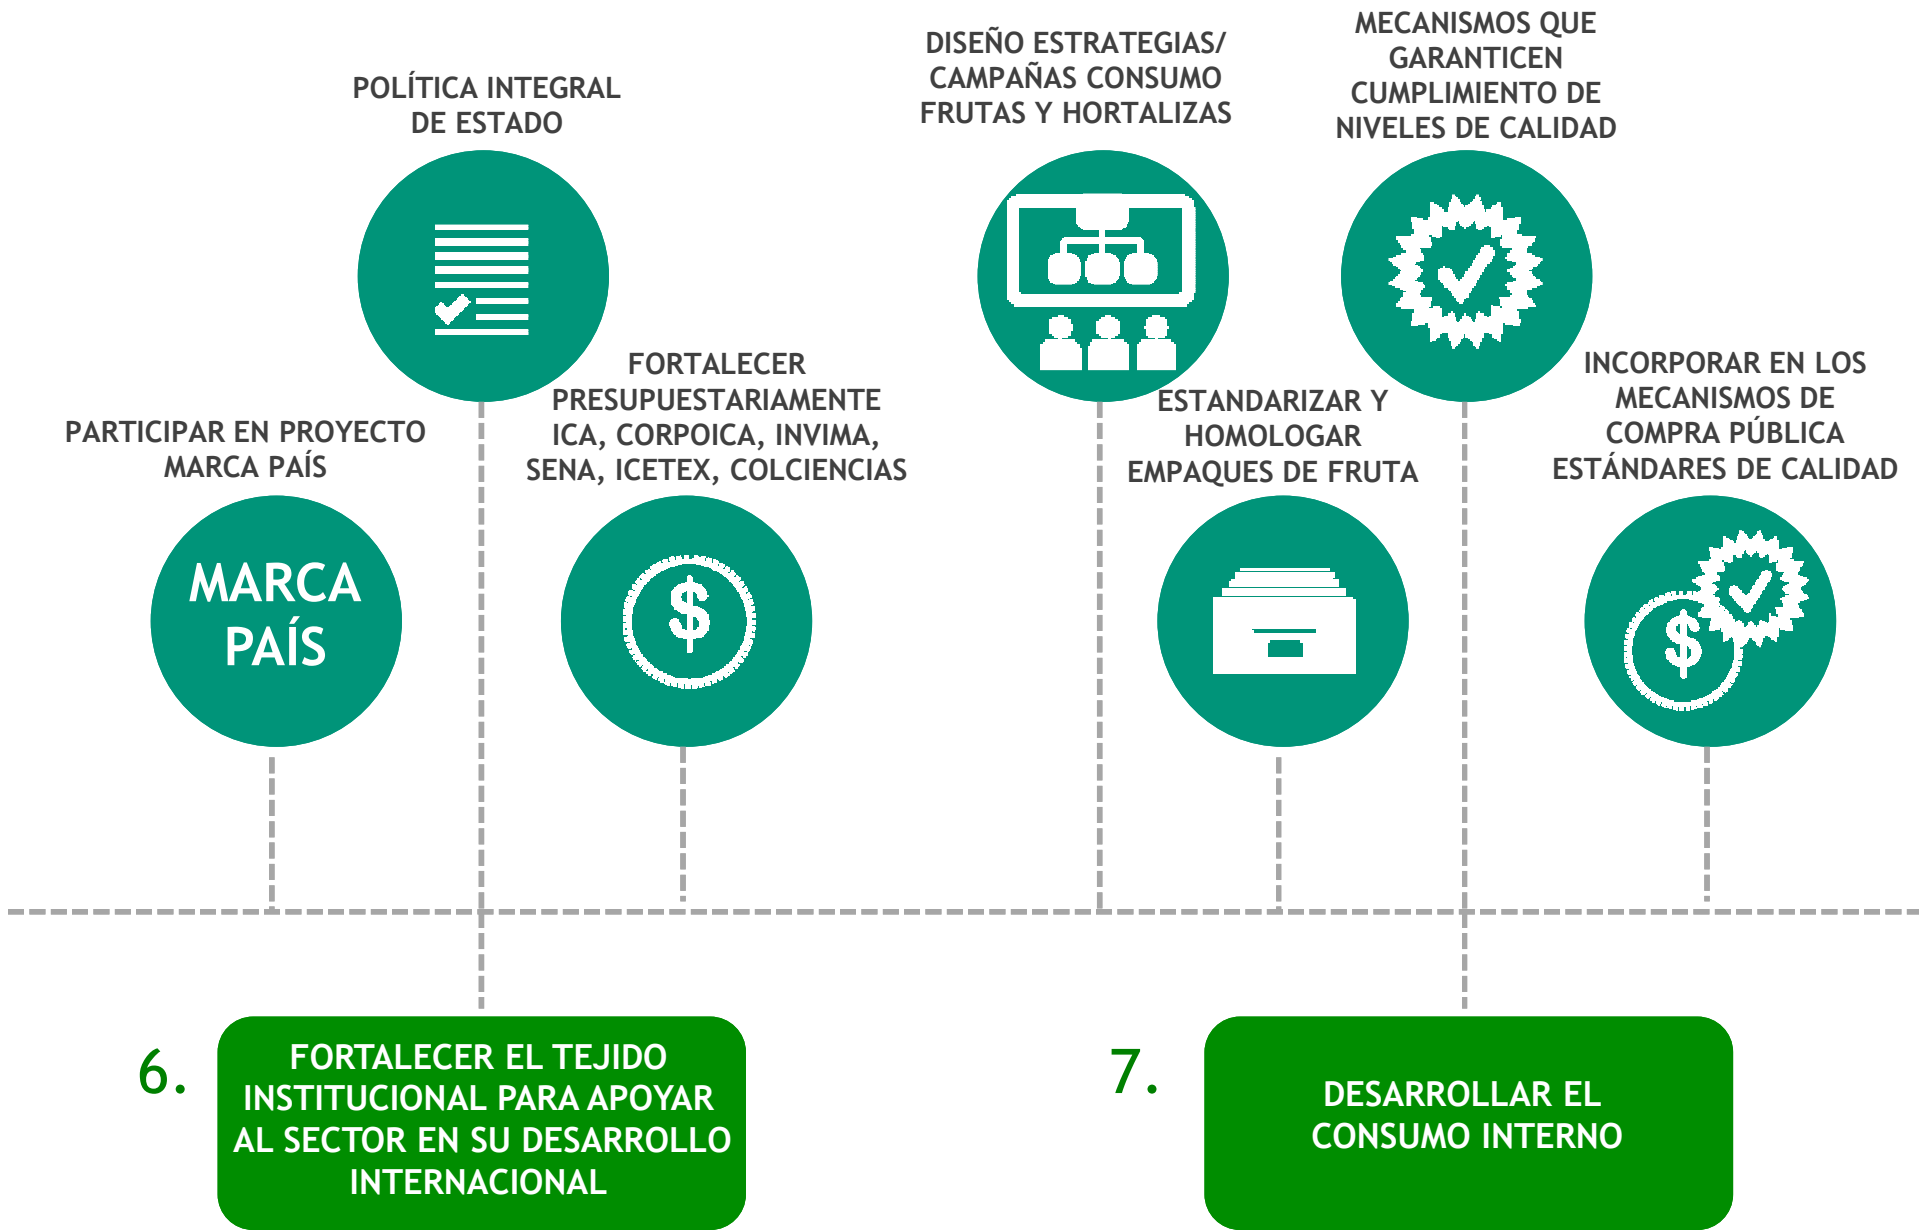 POLÍTICA INTEGRAL
DE ESTADO
PARTICIPAR EN PROYECTO
MARCA PAÍS
MARCA
PAÍS
FORTALECER
PRESUPUESTARIAMENTE
ICA, CORPOICA, INVIMA,
SENA, ICETEX, COLCIENCIAS
$
6.
FORTALECER EL TEJIDO
INSTITUCIONAL PARA APOYAR
AL SECTOR EN SU DESARROLLO
INTERNACIONAL
DISEÑO ESTRATEGIAS/
CAMPAÑAS CONSUMO
FRUTAS Y HORTALIZAS
MECANISMOS QUE
GARANTICEN
CUMPLIMIENTO DE
NIVELES DE CALIDAD
ESTANDARIZAR Y
HOMOLOGAR
EMPAQUES DE FRUTA
INCORPORAR EN LOS
MECANISMOS DE
COMPRA PÚBLICA
ESTÁNDARES DE CALIDAD
$
7.
DESARROLLAR EL
CONSUMO INTERNO